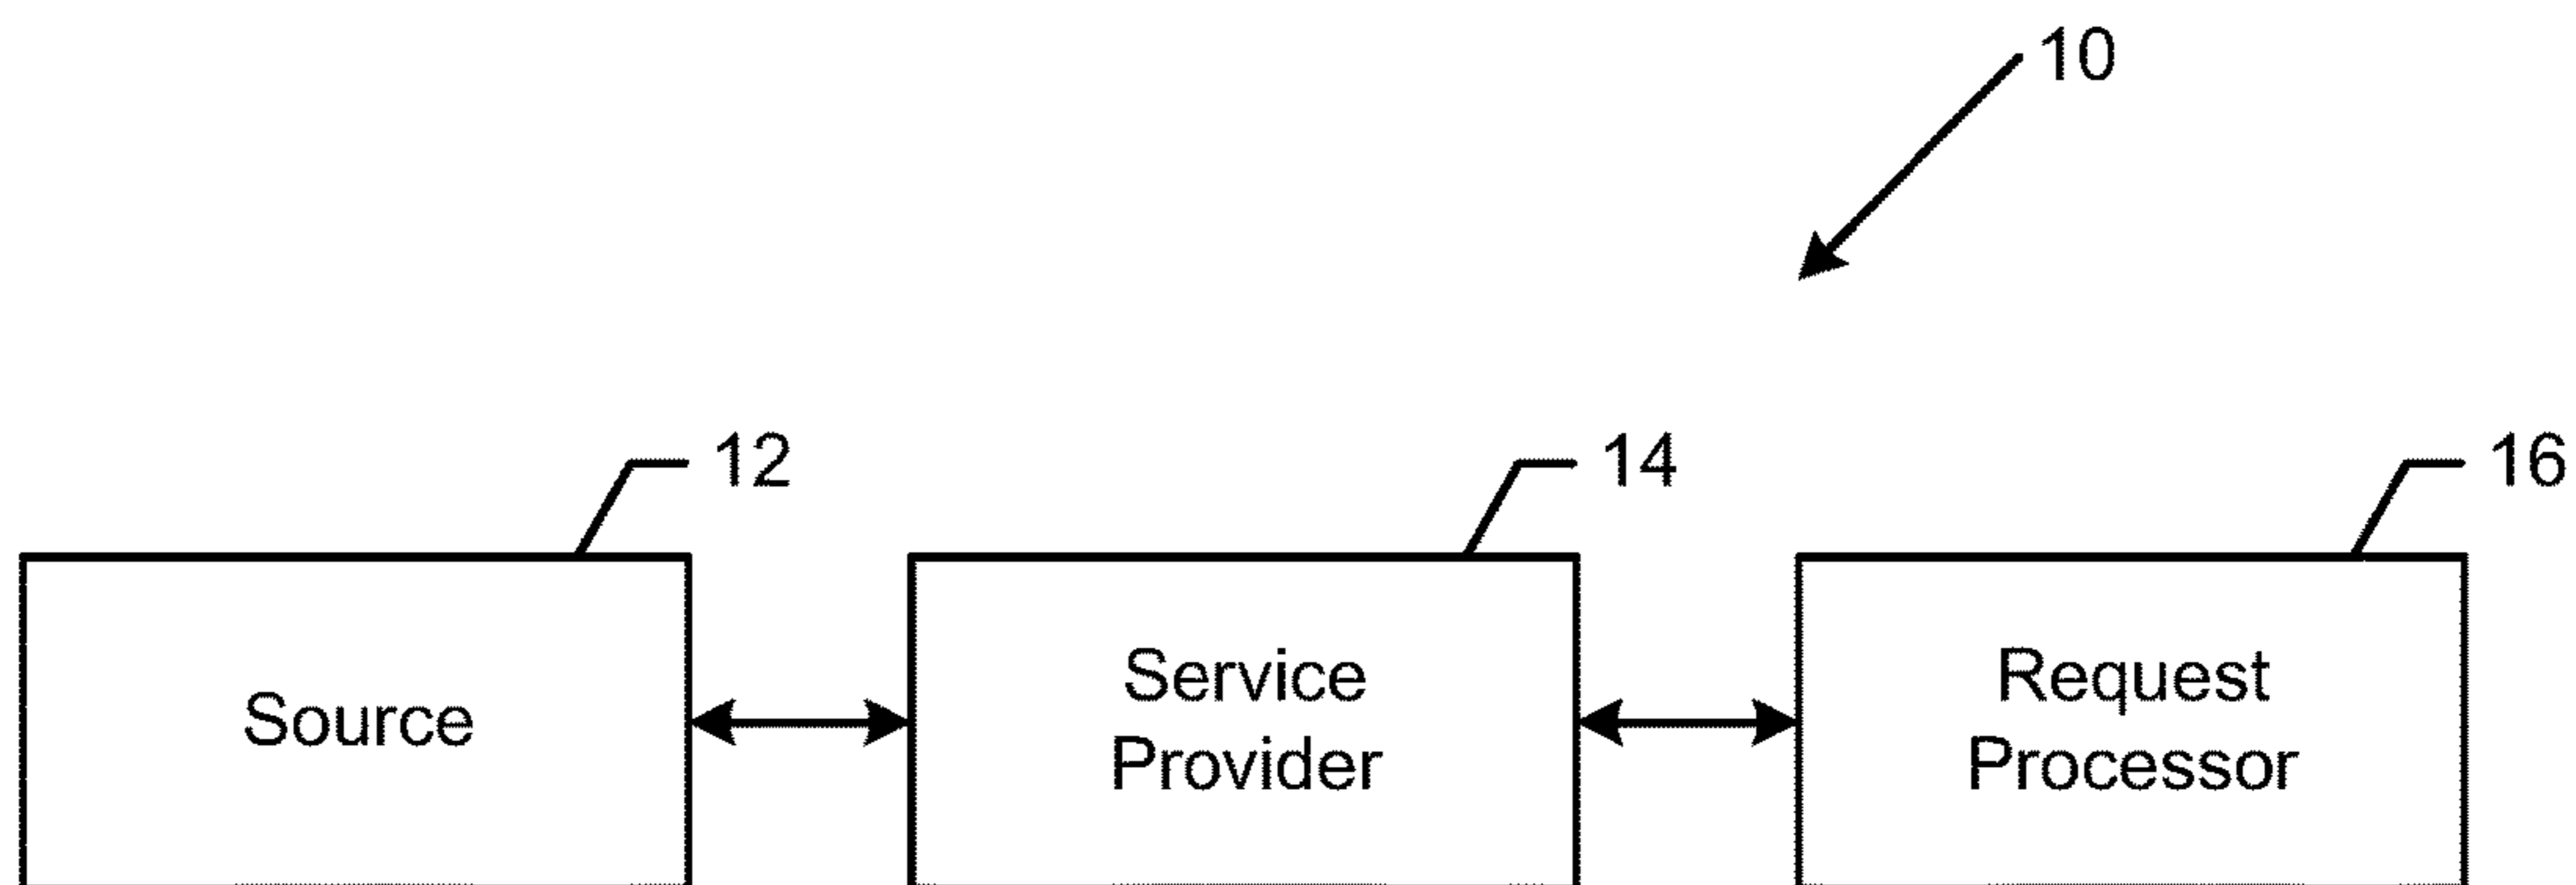 10
12
14
16
Source
Service
Provider
Request
Processor